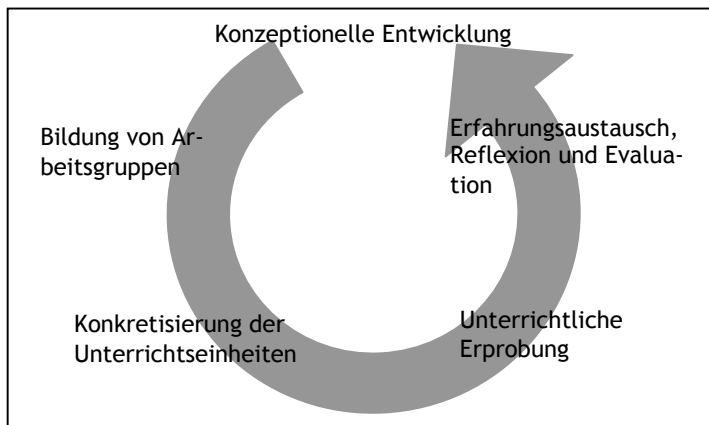 Konzeptionelle Entwicklung
Bildung von Ar-
beitsgruppen
Erfahrungsaustausch,
Reflexion und Evalua-
tion
Konkretisierung der
Unterrichtseinheiten
Unterrichtliche
Erprobung